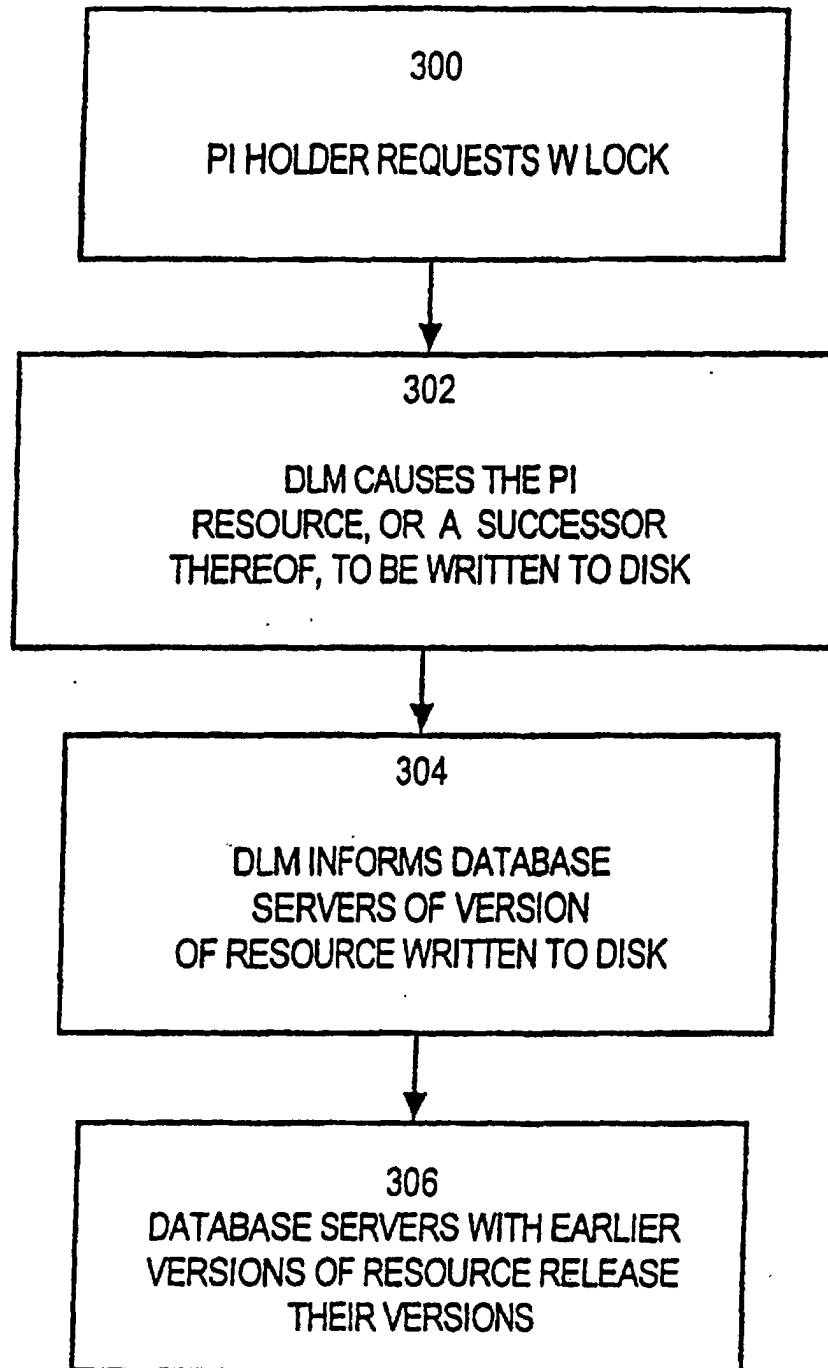 300
PI HOLDER REQUESTS W LOCK
302
DLM CAUSES THE PI
RESOURCE, OR A SUCCESSOR
THEREOF, TO BE WRITTEN TO DISK
304
DLM INFORMS DATABASE
SERVERS OF VERSION
OF RESOURCE WRITTEN TO DISK
306
DATABASE SERVERS WITH EARLIER
VERSIONS OF RESOURCE RELEASE
THEIR VERSIONS